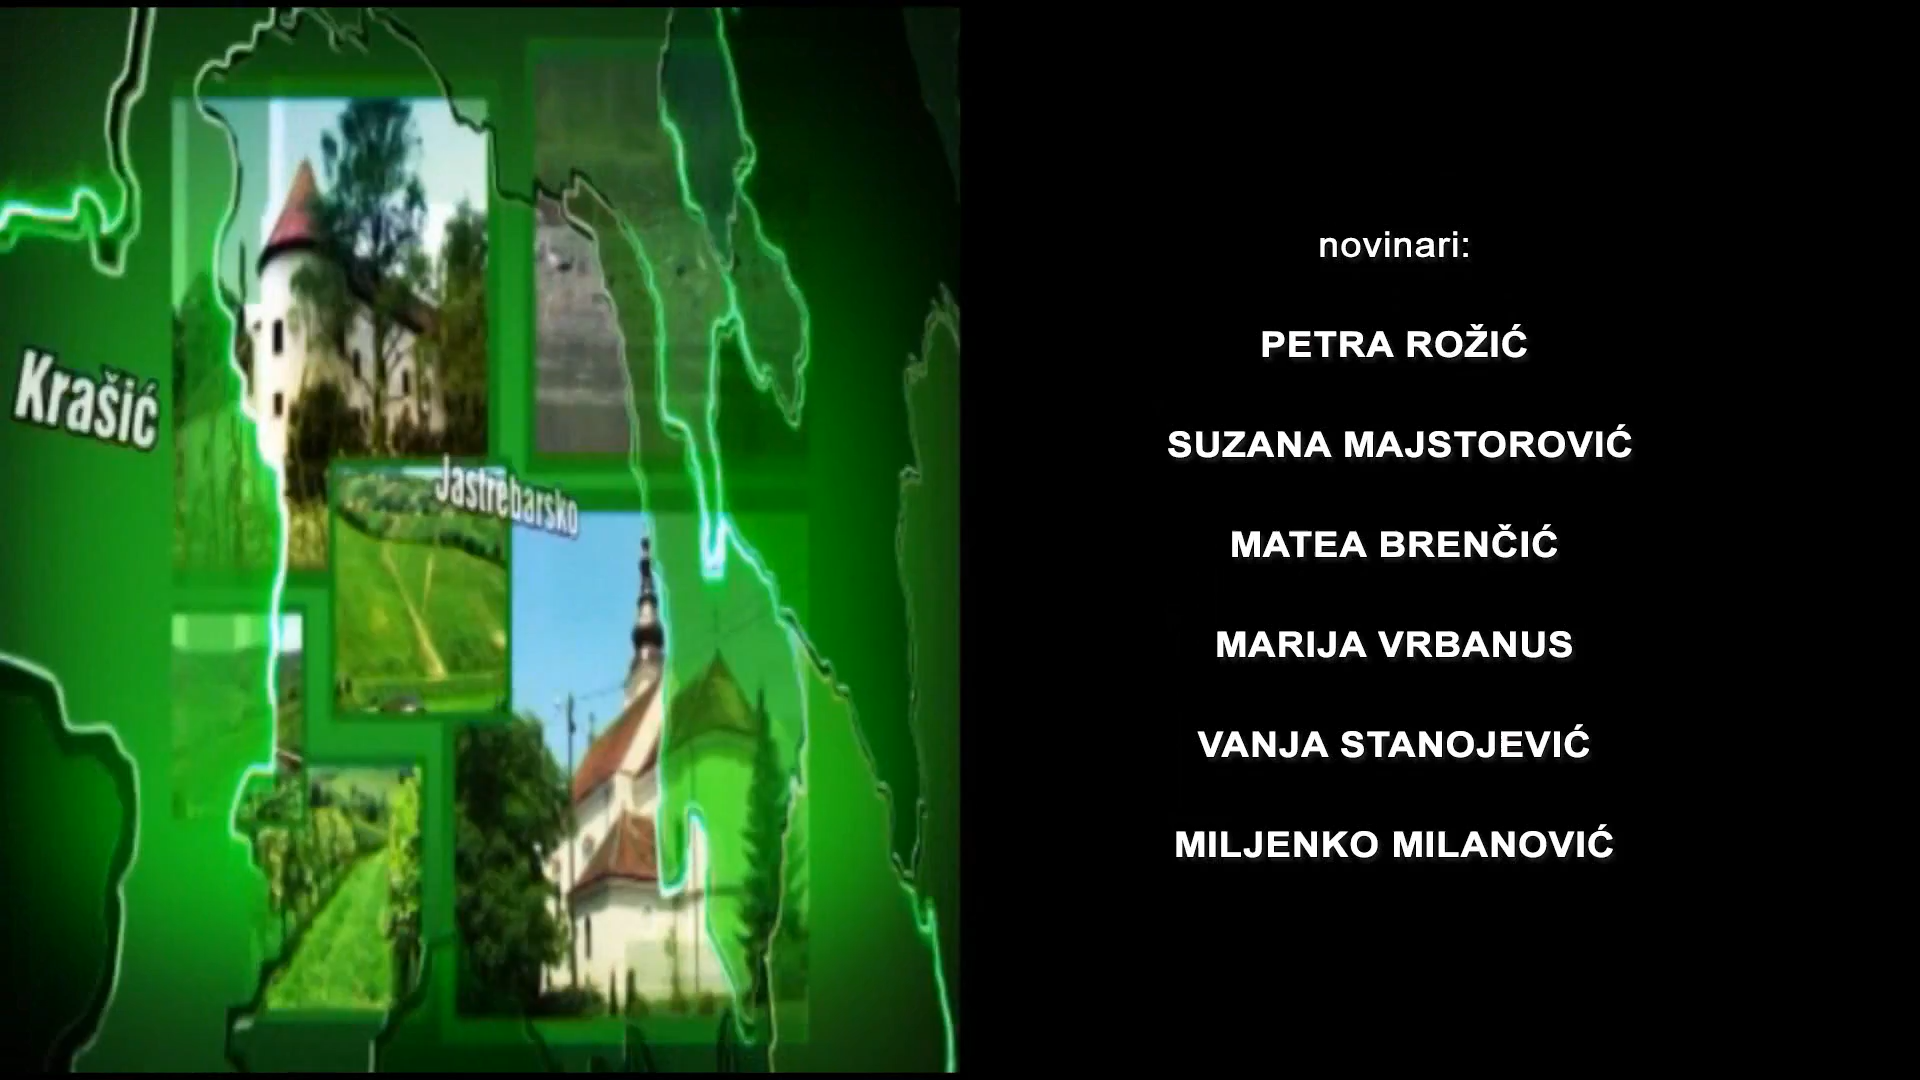 Krašić
Jastrebarsko
novinari:
PETRA ROŽIĆ
SUZANA MAJSTOROVIĆ
MATEA BRENČIĆ
MARIJA VRBANUS
VANJA STANOJEVIĆ
MILJENKO MILANOVIĆ